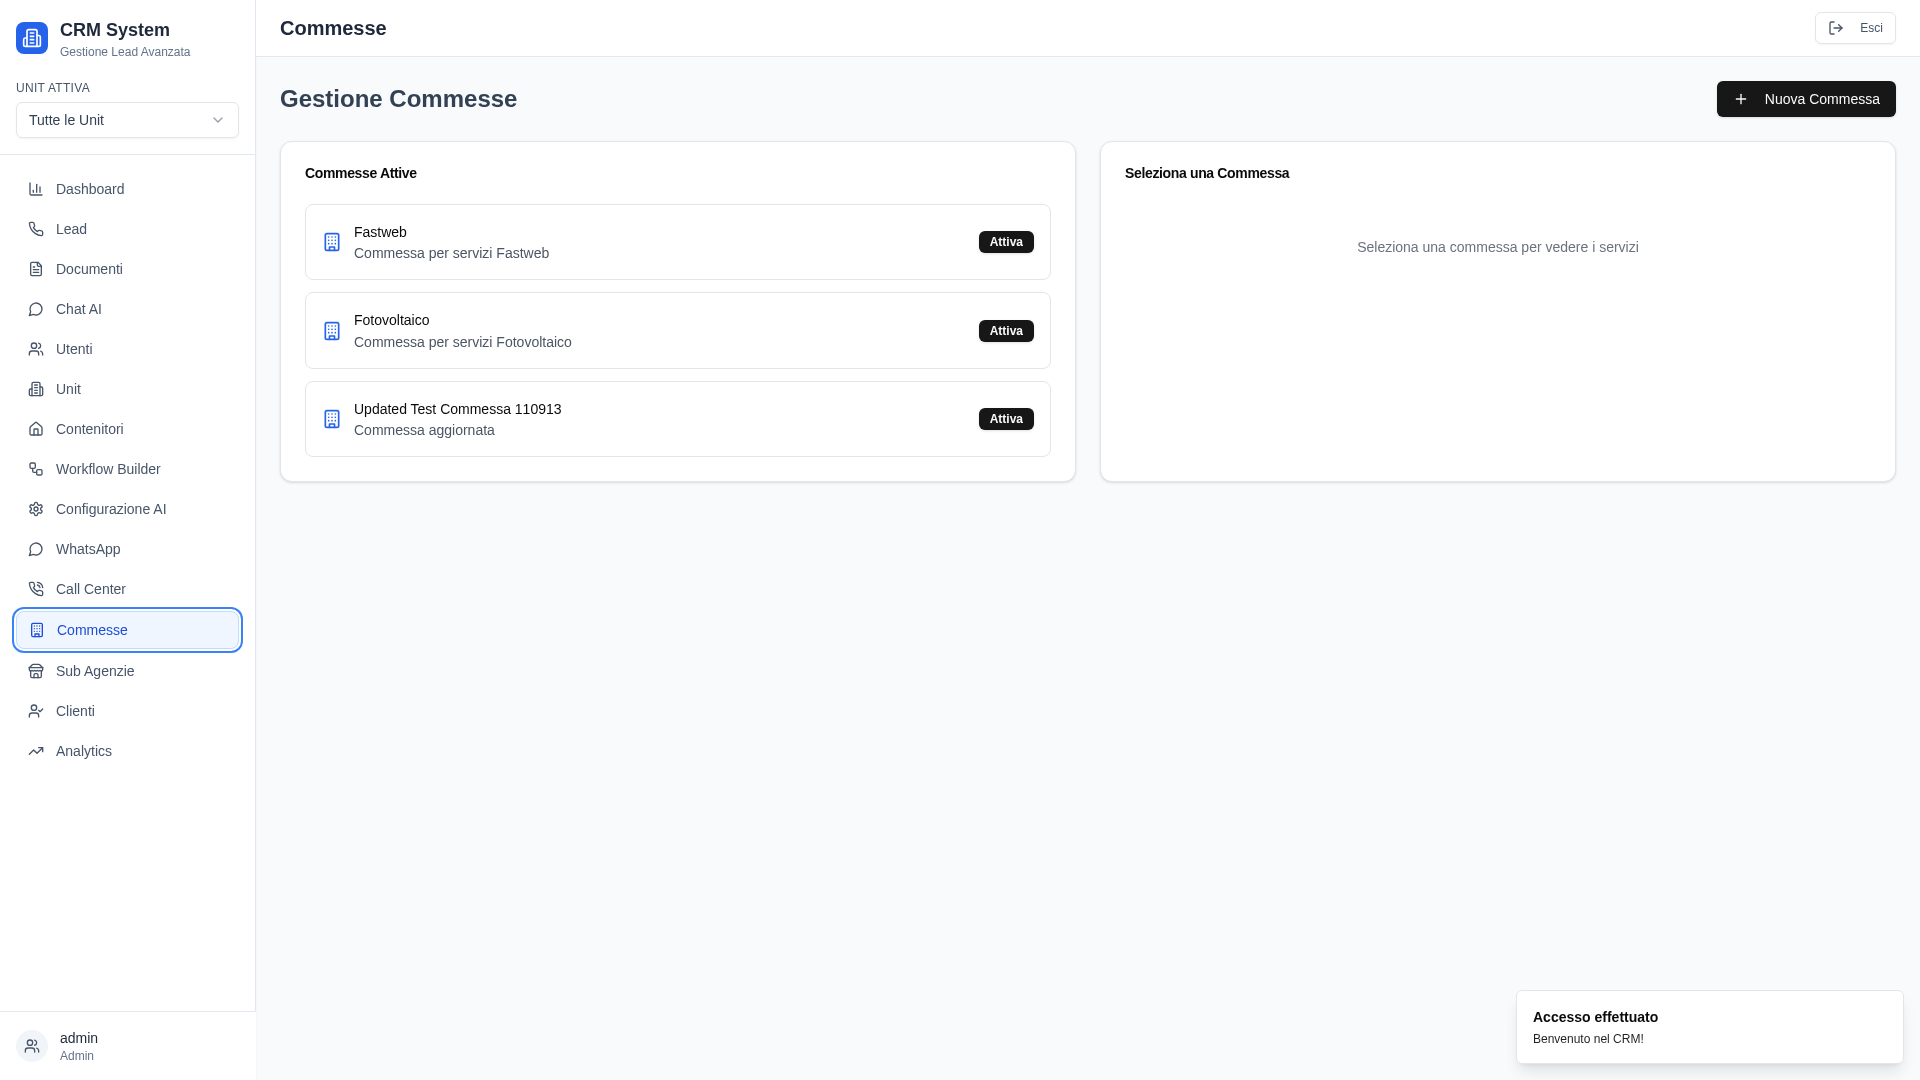 CRM System
Gestione Lead Avanzata
UNIT ATTIVA
Tutte le Unit
Dashboard
Lead
Documenti
Chat AI
Utenti
Unit
Contenitori
Workflow Builder
Configurazione AI
WhatsApp
Call Center
Commesse
Sub Agenzie
Clienti
Analytics
admin
Admin
Commesse
Esci
Gestione Commesse
Nuova Commessa
Commesse Attive
Fastweb
Commessa per servizi Fastweb
Attiva
Fotovoltaico
Commessa per servizi Fotovoltaico
Attiva
Updated Test Commessa 110913
Commessa aggiornata
Attiva
Seleziona una Commessa
Seleziona una commessa per vedere i servizi
Accesso effettuato
Benvenuto nel CRM!